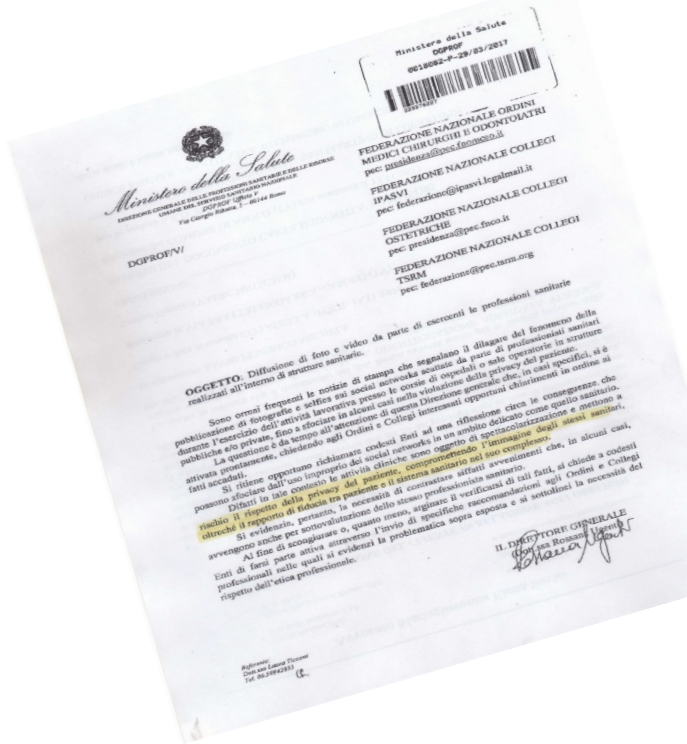 Ministero della Salute
DGPROF
0018062-P-29/03/2017
Ministero della Salute
DIREZIONE GENERALE DELLE PROFESSIONI SANITARIE E DELLE RISORSE
UMANE DEL SERVIZIO SANITARIO NAZIONALE
DGPROF Ufficio V
Via Giorgio Ribotta, 5 – 00144 Roma
DGPROF/V/
FEDERAZIONE NAZIONALE ORDINI
MEDICI CHIRURGHI E ODONTOIATRI
pec: presidenza@pec.fnomceo.it
FEDERAZIONE NAZIONALE COLLEGI
IPASVI
pec: federazione@ipasvi.legalmail.it
FEDERAZIONE NAZIONALE COLLEGI
OSTETRICHE
pec: presidenza@pec.fnco.it
FEDERAZIONE NAZIONALE COLLEGI
TSRM
pec: federazione@pec.tsrm.org
OGGETTO: Diffusione di foto e video da parte di esercenti le professioni sanitarie
realizzati all'interno di strutture sanitarie.
Sono ormai frequenti le notizie di stampa che segnalano il dilagare del fenomeno della
pubblicazione di fotografie e selfies sui social networks scattate da parte di professionisti sanitari
durante l'esercizio dell'attività lavorativa presso le corsie di ospedali o sale operatorie in strutture
pubbliche e/o private, fino a sfociare in alcuni casi nella violazione della privacy del paziente.
La questione è da tempo all'attenzione di questa Direzione generale che, in casi specifici, si è
attivata prontamente, chiedendo agli Ordini e Collegi interessati opportuni chiarimenti in ordine ai
fatti accaduti.
Si ritiene opportuno richiamare codesti Enti ad una riflessione circa le conseguenze, che
possono sfociare dall'uso improprio dei social networks in un ambito delicato come quello sanitario.
Difatti in tale contesto le attività cliniche sono oggetto di spettacolarizzazione e mettono a
rischio il rispetto della privacy del paziente, compromettendo l'immagine degli stessi sanitari,
oltreché il rapporto di fiducia tra paziente e il sistema sanitario nel suo complesso.
Si evidenzia, pertanto, la necessità di contrastare siffatti avvenimenti che, in alcuni casi,
avvengono anche per sottovalutazione dello stesso professionista sanitario.
Al fine di scongiurare o, quanto meno, arginare il verificarsi di tali fatti, si chiede a codesti
Enti di farsi parte attiva attraverso l'invio di specifiche raccomandazioni agli Ordini e Collegi
professionali nelle quali si evidenzi la problematica sopra esposta e si sottolinei la necessità del
rispetto dell'etica professionale.
IL DIRETTORE GENERALE
Dott.ssa Rossana Ugenti
Referente:
Dott.ssa Laura
Tel. 06.59942853